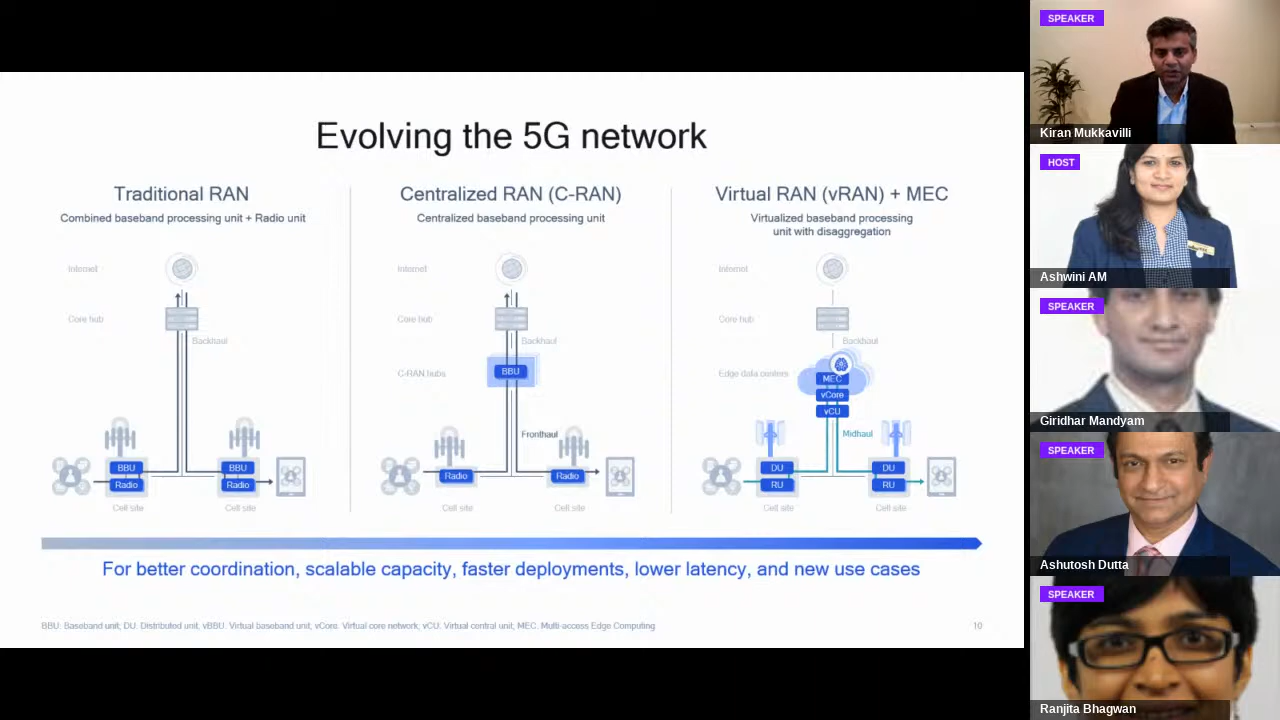 Evolving the 5G network
Traditional RAN
Combined baseband processing unit + Radio unit
Internet
Core hub
Backhaul
BBU
Radio
BBU
Radio
Cell site
Cell site
Centralized RAN (C-RAN)
Centralized baseband processing unit
Internet
Core hub
Backhaul
C-RAN hubs
BBU
Fronthaul
Radio
Radio
Cell site
Cell site
Virtual RAN (vRAN) + MEC
Virtualized baseband processing
unit with disaggregation
Internet
Core hub
Backhaul
Edge data centers
MEC
vCore
vCU
Midhaul
DU
RU
DU
RU
Cell site
Cell site
For better coordination, scalable capacity, faster deployments, lower latency, and new use cases
BBU: Baseband unit; DU: Distributed unit; vBBU: Virtual baseband unit; vCore: Virtual core network; vCU: Virtual central unit; MEC: Multi-access Edge Computing
10
SPEAKER
Kiran Mukkavilli
HOST
Ashwini AM
SPEAKER
Giridhar Mandyam
SPEAKER
Ashutosh Dutta
SPEAKER
Ranjita Bhagwan